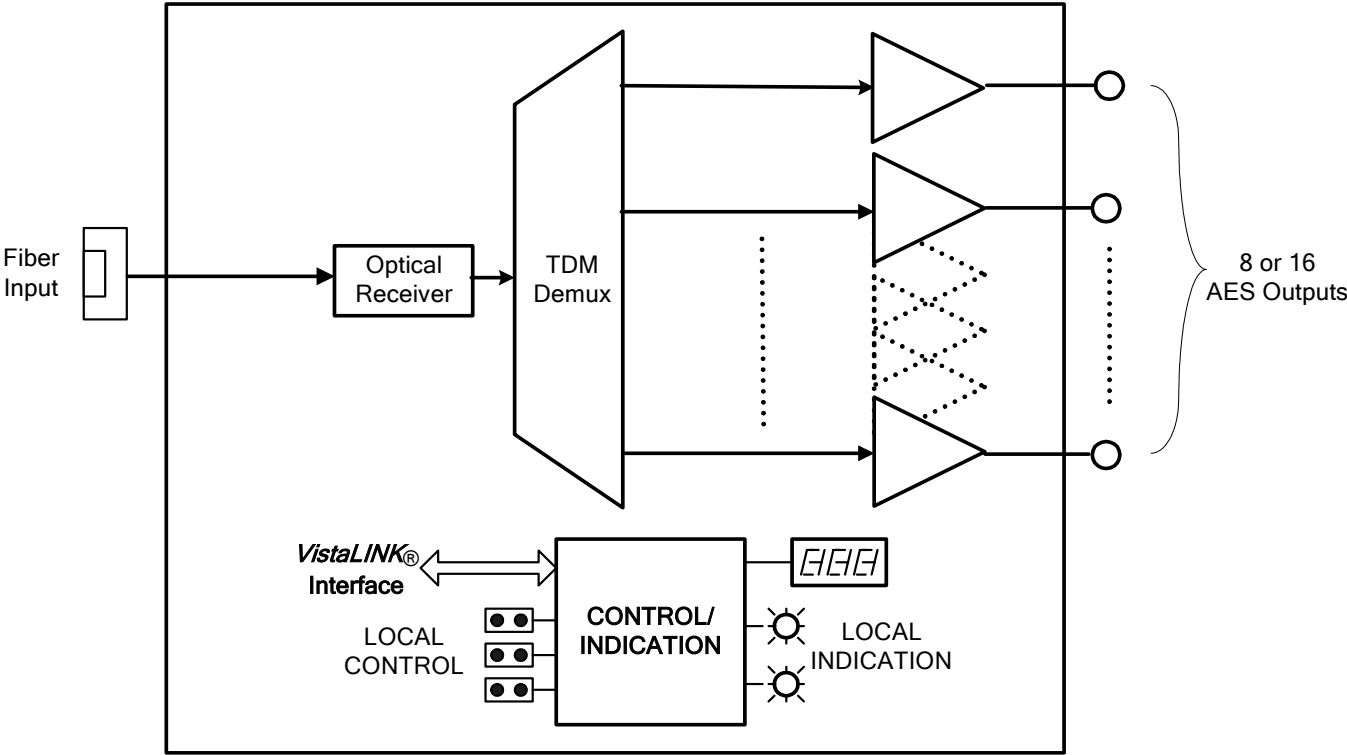 Fiber
Input
Optical
Receiver
TDM
Demux
8 or 16
AES Outputs
VistaLINK®
Interface
LOCAL
CONTROL
CONTROL/
INDICATION
LOCAL
INDICATION